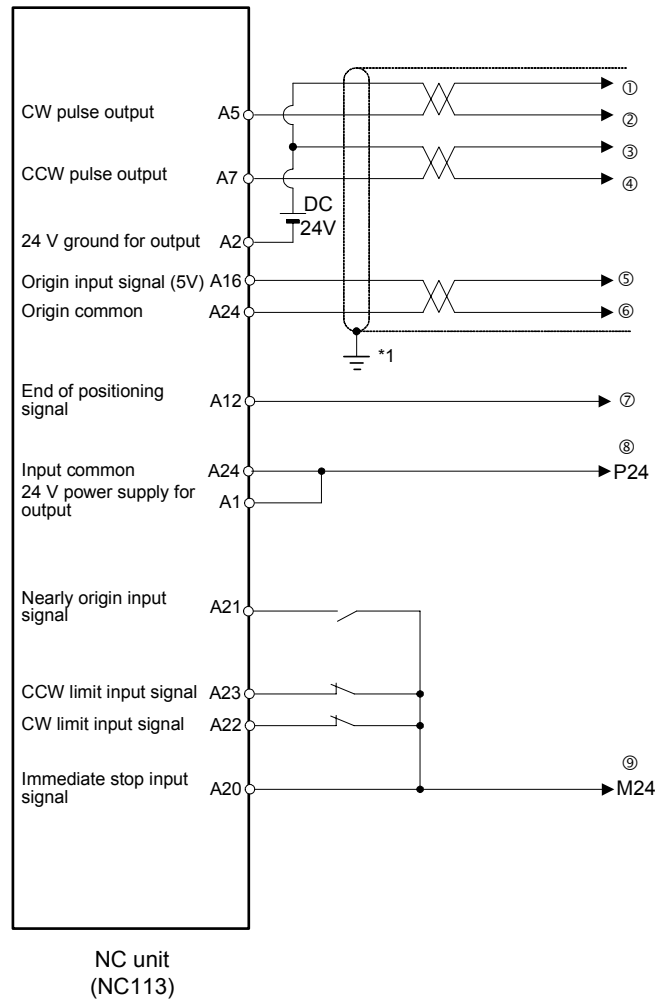 CW pulse output A5
CCW pulse output A7
24 V ground for output A2
DC
24V
Origin input signal (5V) A16
Origin common A24
①
②
③
④
⑤
⑥
*1
End of positioning
signal A12
⑦
⑧
Input common A24
P24
24 V power supply for
output A1
Nearly origin input
signal A21
CCW limit input signal A23
CW limit input signal A22
Immediate stop input
signal A20
⑨
M24
NC unit
(NC113)